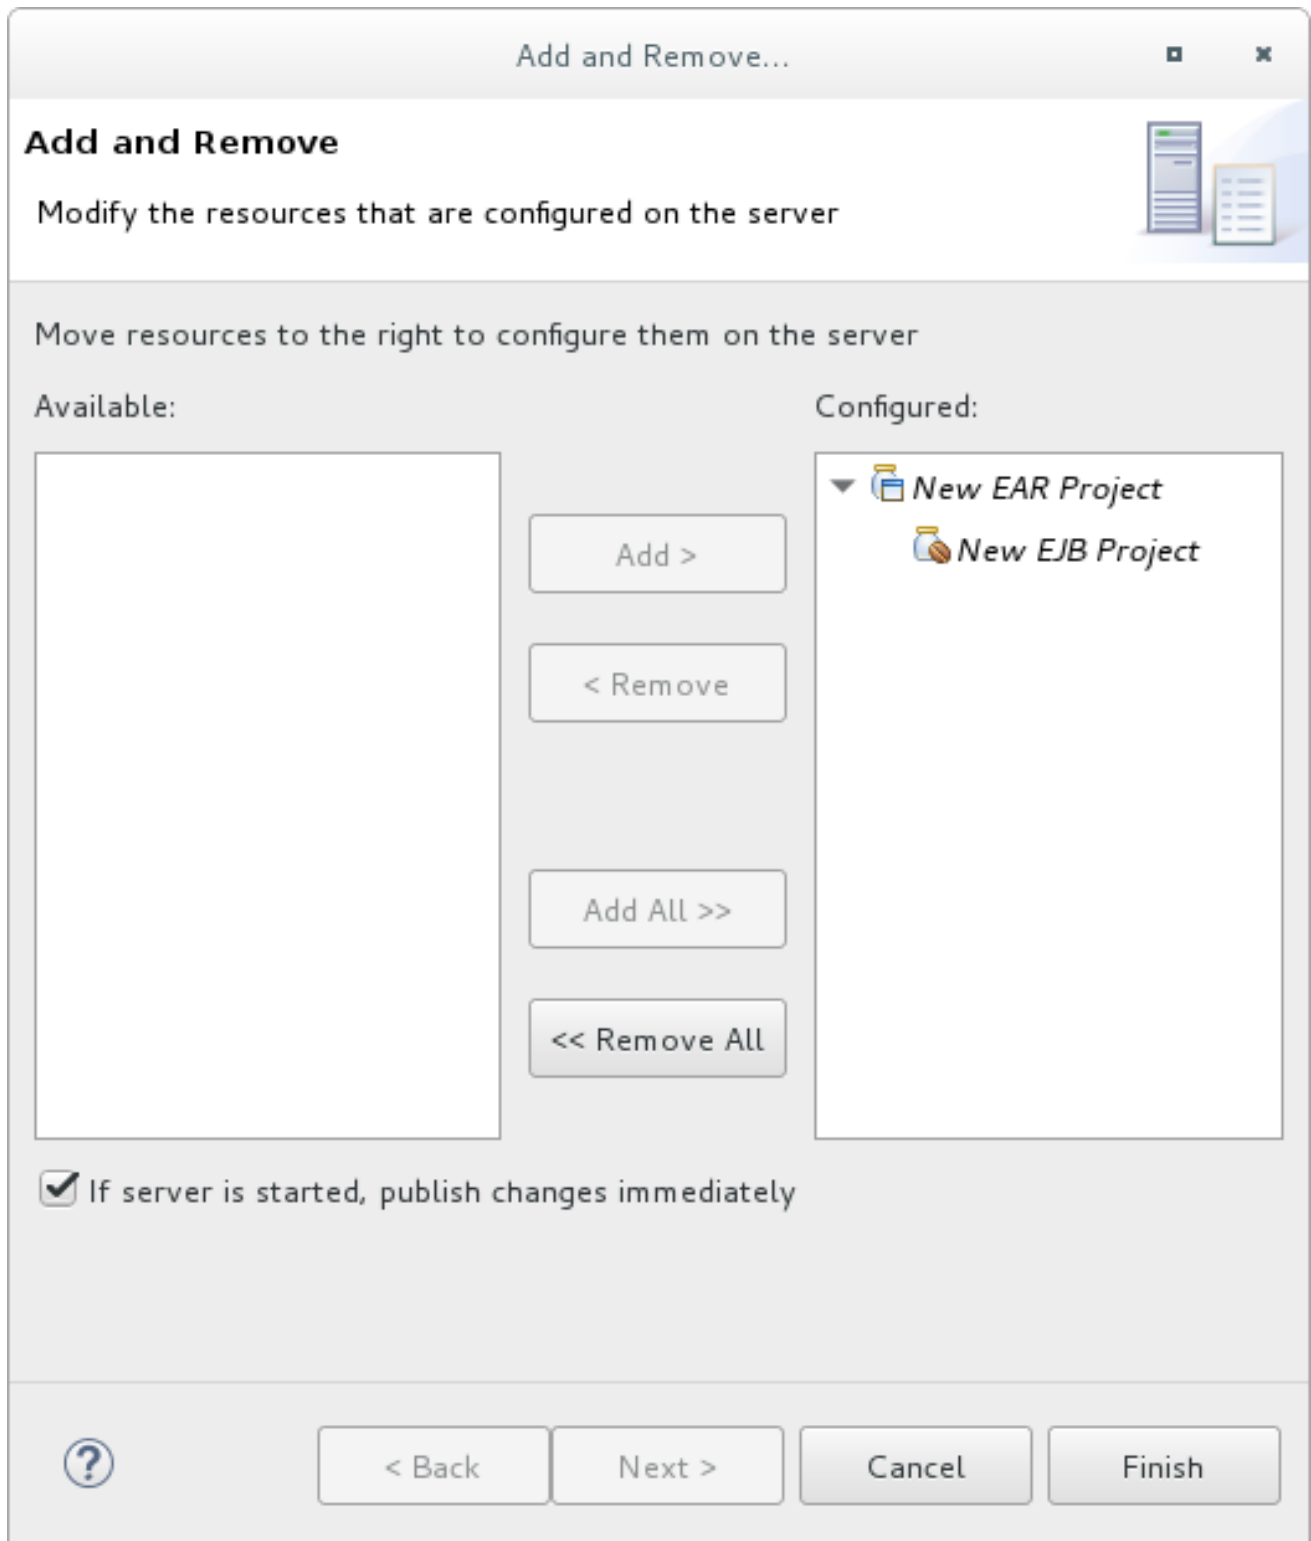 Add and Remove...
Add and Remove
Modify the resources that are configured on the server
Move resources to the right to configure them on the server
Available:
Configured:
New EAR Project
New EJB Project
Add >
< Remove
Add All >>
<< Remove All
If server is started, publish changes immediately
?
< Back
Next >
Cancel
Finish